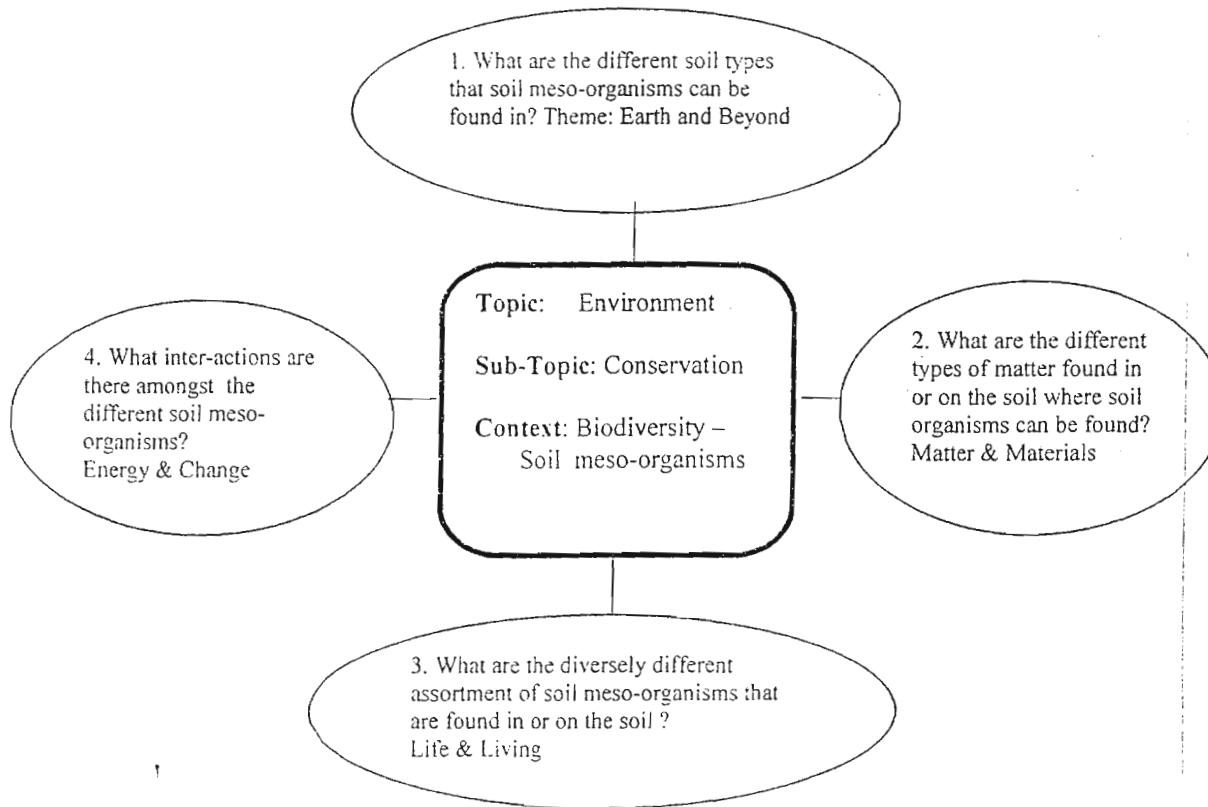 1. What are the different soil types
that soil meso-organisms can be
found in? Theme: Earth and Beyond
Topic: Environment
Sub-Topic: Conservation
Context: Biodiversity –
Soil meso-organisms
2. What are the different
types of matter found in
or on the soil where soil
organisms can be found?
Matter & Materials
3. What are the diversely different
assortment of soil meso-organisms that
are found in or on the soil ?
Life & Living
4. What inter-actions are
there amongst the
different soil meso-
organisms?
Energy & Change